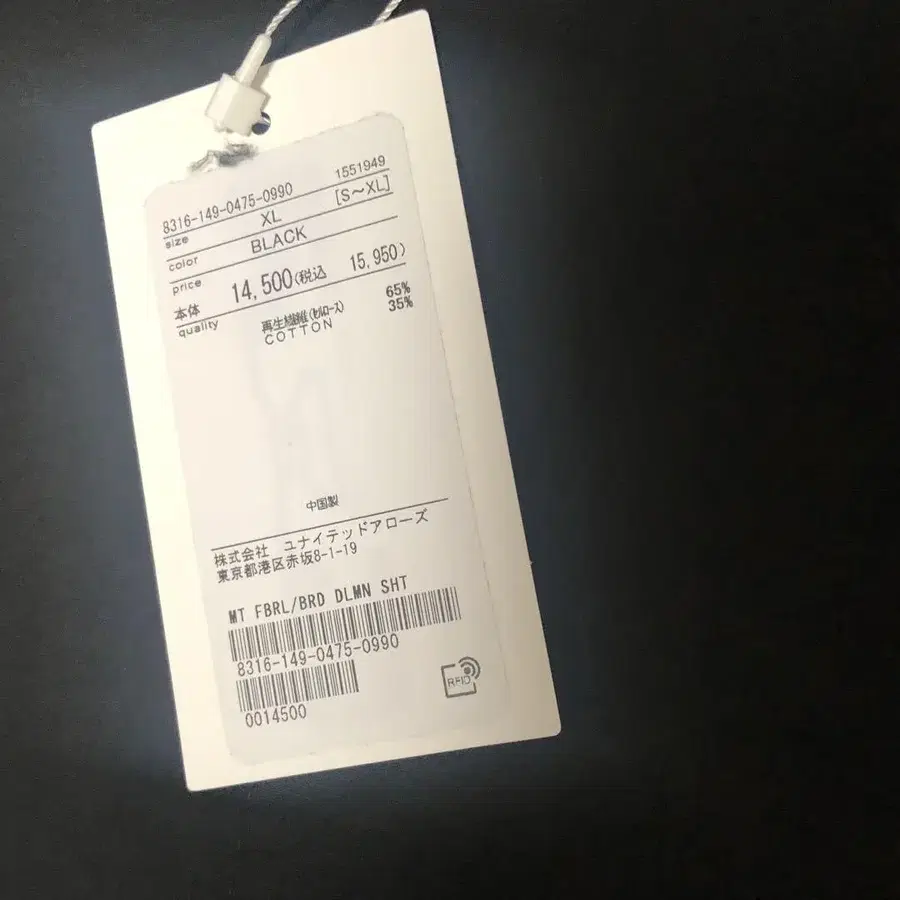 8316-149-0475-0990 1551949
size XL [S～XL]
color BLACK
price
本体 14,500(税込 15,950)
quality 再生繊維(セルロース) 65%
COTTON 35%
中国製
株式会社 ユナイテッドアローズ
東京都港区赤坂8-1-19
MT FBRL/BRD DLMN SHT
8316-149-0475-0990
0014500
RFID